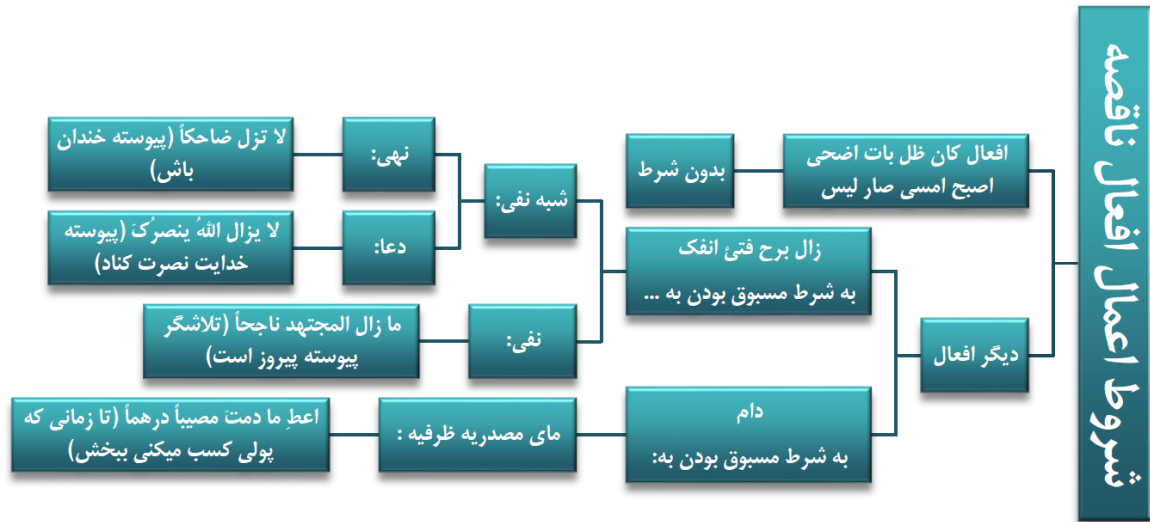 شروط اعمال افعال ناقصه
افعال کان ظل بات اضحی
اصبح امسی صار لیس
بدون شرط
دیگر افعال
زال برح فتئ انفک
به شرط مسبوق بودن به ...
شبه نفی:
نهی:
لا تزل ضاحکاً (پیوسته خندان
باش)
دعا:
لا یزال اللهُ ینصرُکَ (پیوسته
خدایت نصرت کناد)
نفی:
ما زال المجتهد ناجحاً (تلاشگر
پیوسته پیروز است)
دام
به شرط مسبوق بودن به:
مای مصدریه ظرفیه :
اعطِ ما دمتَ مصیباً درهماً (تا زمانی که
پولی کسب میکنی ببخش)